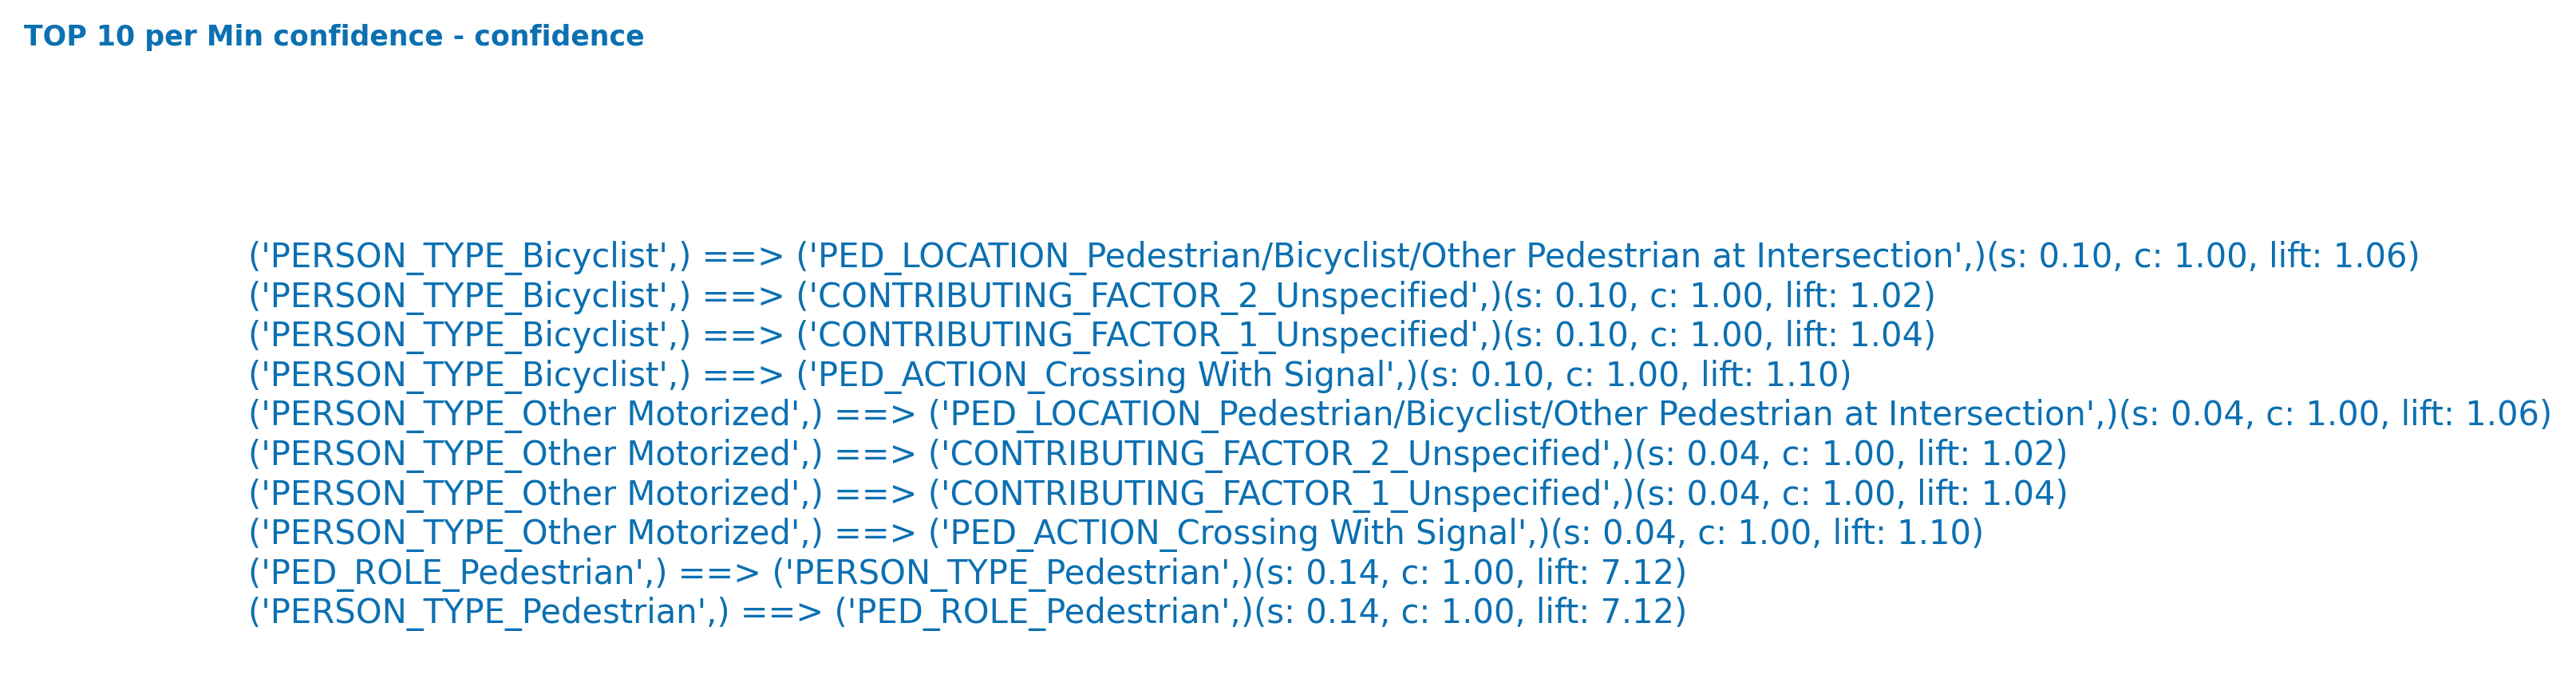 TOP 10 per Min confidence - confidence
('PERSON_TYPE_Bicyclist',) ==> ('PED_LOCATION_Pedestrian/Bicyclist/Other Pedestrian at Intersection',)(s: 0.10, c: 1.00, lift: 1.06)
('PERSON_TYPE_Bicyclist',) ==> ('CONTRIBUTING_FACTOR_2_Unspecified',)(s: 0.10, c: 1.00, lift: 1.02)
('PERSON_TYPE_Bicyclist',) ==> ('CONTRIBUTING_FACTOR_1_Unspecified',)(s: 0.10, c: 1.00, lift: 1.04)
('PERSON_TYPE_Bicyclist',) ==> ('PED_ACTION_Crossing With Signal',)(s: 0.10, c: 1.00, lift: 1.10)
('PERSON_TYPE_Other Motorized',) ==> ('PED_LOCATION_Pedestrian/Bicyclist/Other Pedestrian at Intersection',)(s: 0.04, c: 1.00, lift: 1.06)
('PERSON_TYPE_Other Motorized',) ==> ('CONTRIBUTING_FACTOR_2_Unspecified',)(s: 0.04, c: 1.00, lift: 1.02)
('PERSON_TYPE_Other Motorized',) ==> ('CONTRIBUTING_FACTOR_1_Unspecified',)(s: 0.04, c: 1.00, lift: 1.04)
('PERSON_TYPE_Other Motorized',) ==> ('PED_ACTION_Crossing With Signal',)(s: 0.04, c: 1.00, lift: 1.10)
('PED_ROLE_Pedestrian',) ==> ('PERSON_TYPE_Pedestrian',)(s: 0.14, c: 1.00, lift: 7.12)
('PERSON_TYPE_Pedestrian',) ==> ('PED_ROLE_Pedestrian',)(s: 0.14, c: 1.00, lift: 7.12)